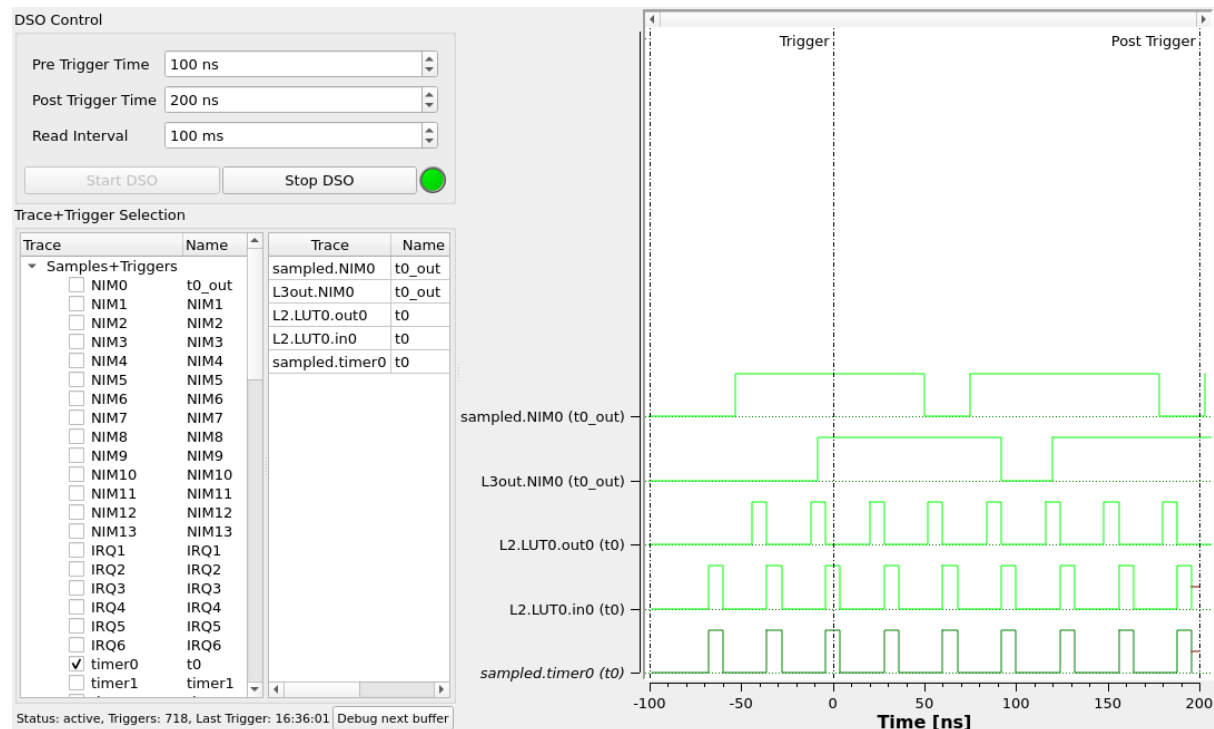 DSO Control
Pre Trigger Time 100 ns
Post Trigger Time 200 ns
Read Interval 100 ms
Start DSO Stop DSO
Trace+Trigger Selection
Trace Name
Samples+Triggers
NIM0 t0_out
NIM1 NIM1
NIM2 NIM2
NIM3 NIM3
NIM4 NIM4
NIM5 NIM5
NIM6 NIM6
NIM7 NIM7
NIM8 NIM8
NIM9 NIM9
NIM10 NIM10
NIM11 NIM11
NIM12 NIM12
NIM13 NIM13
IRQ1 IRQ1
IRQ2 IRQ2
IRQ3 IRQ3
IRQ4 IRQ4
IRQ5 IRQ5
IRQ6 IRQ6
timer0 t0
timer1 timer1
Trace Name
sampled.NIM0 t0_out
L3out.NIM0 t0_out
L2.LUT0.out0 t0
L2.LUT0.in0 t0
sampled.timer0 t0
Status: active, Triggers: 718, Last Trigger: 16:36:01 Debug next buffer
Trigger Post Trigger
sampled.NIM0 (t0_out)
L3out.NIM0 (t0_out)
L2.LUT0.out0 (t0)
L2.LUT0.in0 (t0)
sampled.timer0 (t0)
-100 -50 0 50 100 150 200
Time [ns]